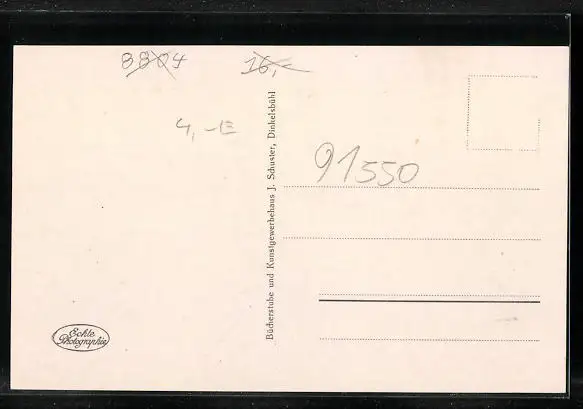 8804
16,-
4,-E
91550
Bücherstube und Kunstgewerbehaus J. Schuster, Dinkelsbühl
Echte
Photographie